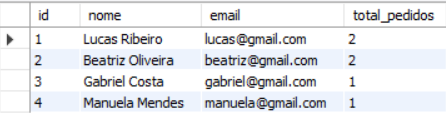 id nome email total_pedidos
1 Lucas Ribeiro lucas@gmail.com 2
2 Beatriz Oliveira beatriz@gmail.com 2
3 Gabriel Costa gabriel@gmail.com 1
4 Manuela Mendes manuela@gmail.com 1